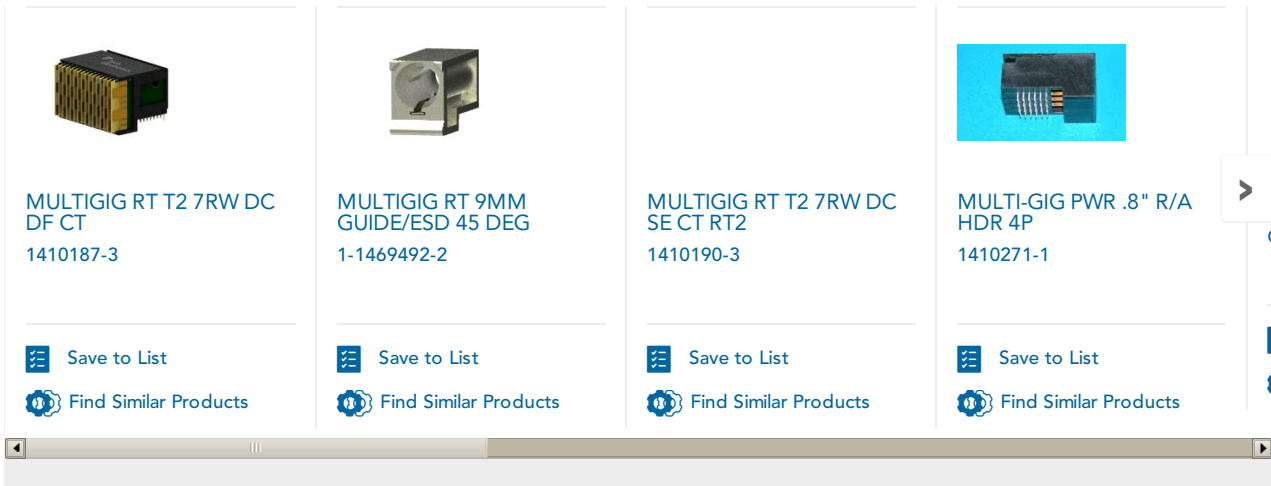 MULTIGIG RT T2 7RW DC
DF CT
1410187-3
Save to List
Find Similar Products
MULTIGIG RT 9MM
GUIDE/ESD 45 DEG
1-1469492-2
Save to List
Find Similar Products
MULTIGIG RT T2 7RW DC
SE CT RT2
1410190-3
Save to List
Find Similar Products
MULTI-GIG PWR .8" R/A
HDR 4P
1410271-1
Save to List
Find Similar Products